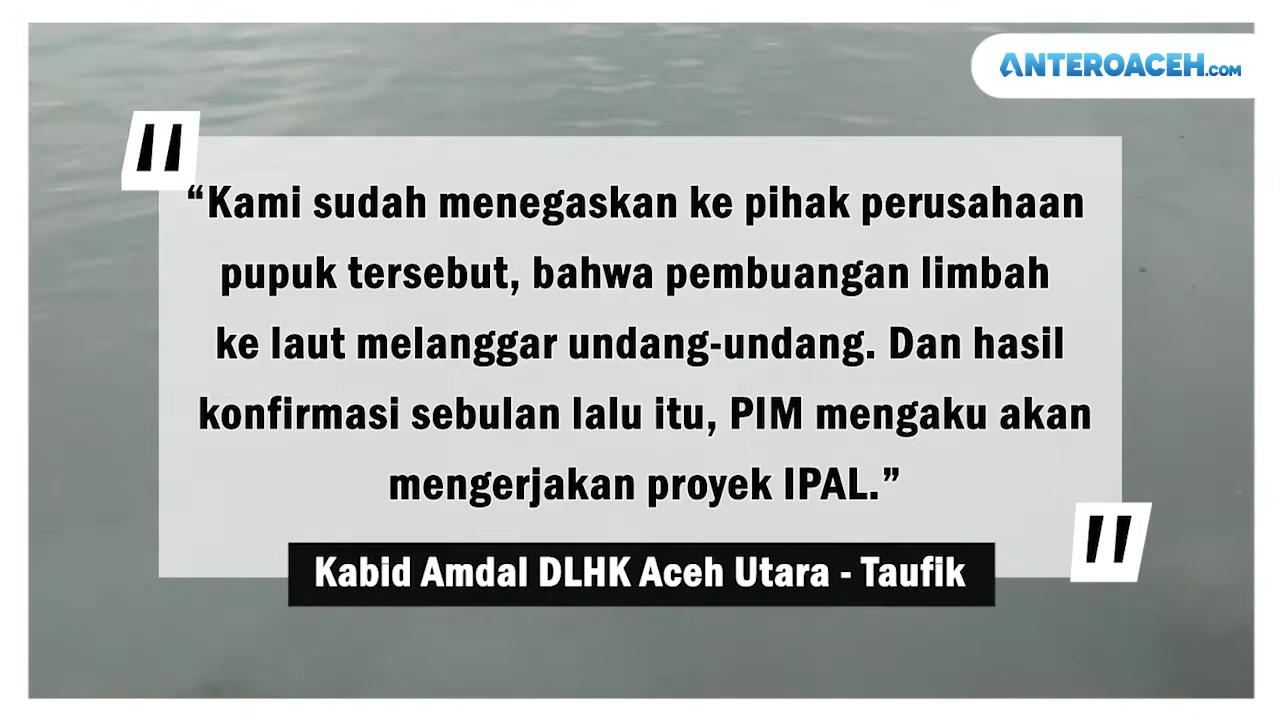 ANTEROACEH.COM
“Kami sudah menegaskan ke pihak perusahaan
pupuk tersebut, bahwa pembuangan limbah
ke laut melanggar undang-undang. Dan hasil
konfirmasi sebulan lalu itu, PIM mengaku akan
mengerjakan proyek IPAL.”
Kabid Amdal DLHK Aceh Utara - Taufik